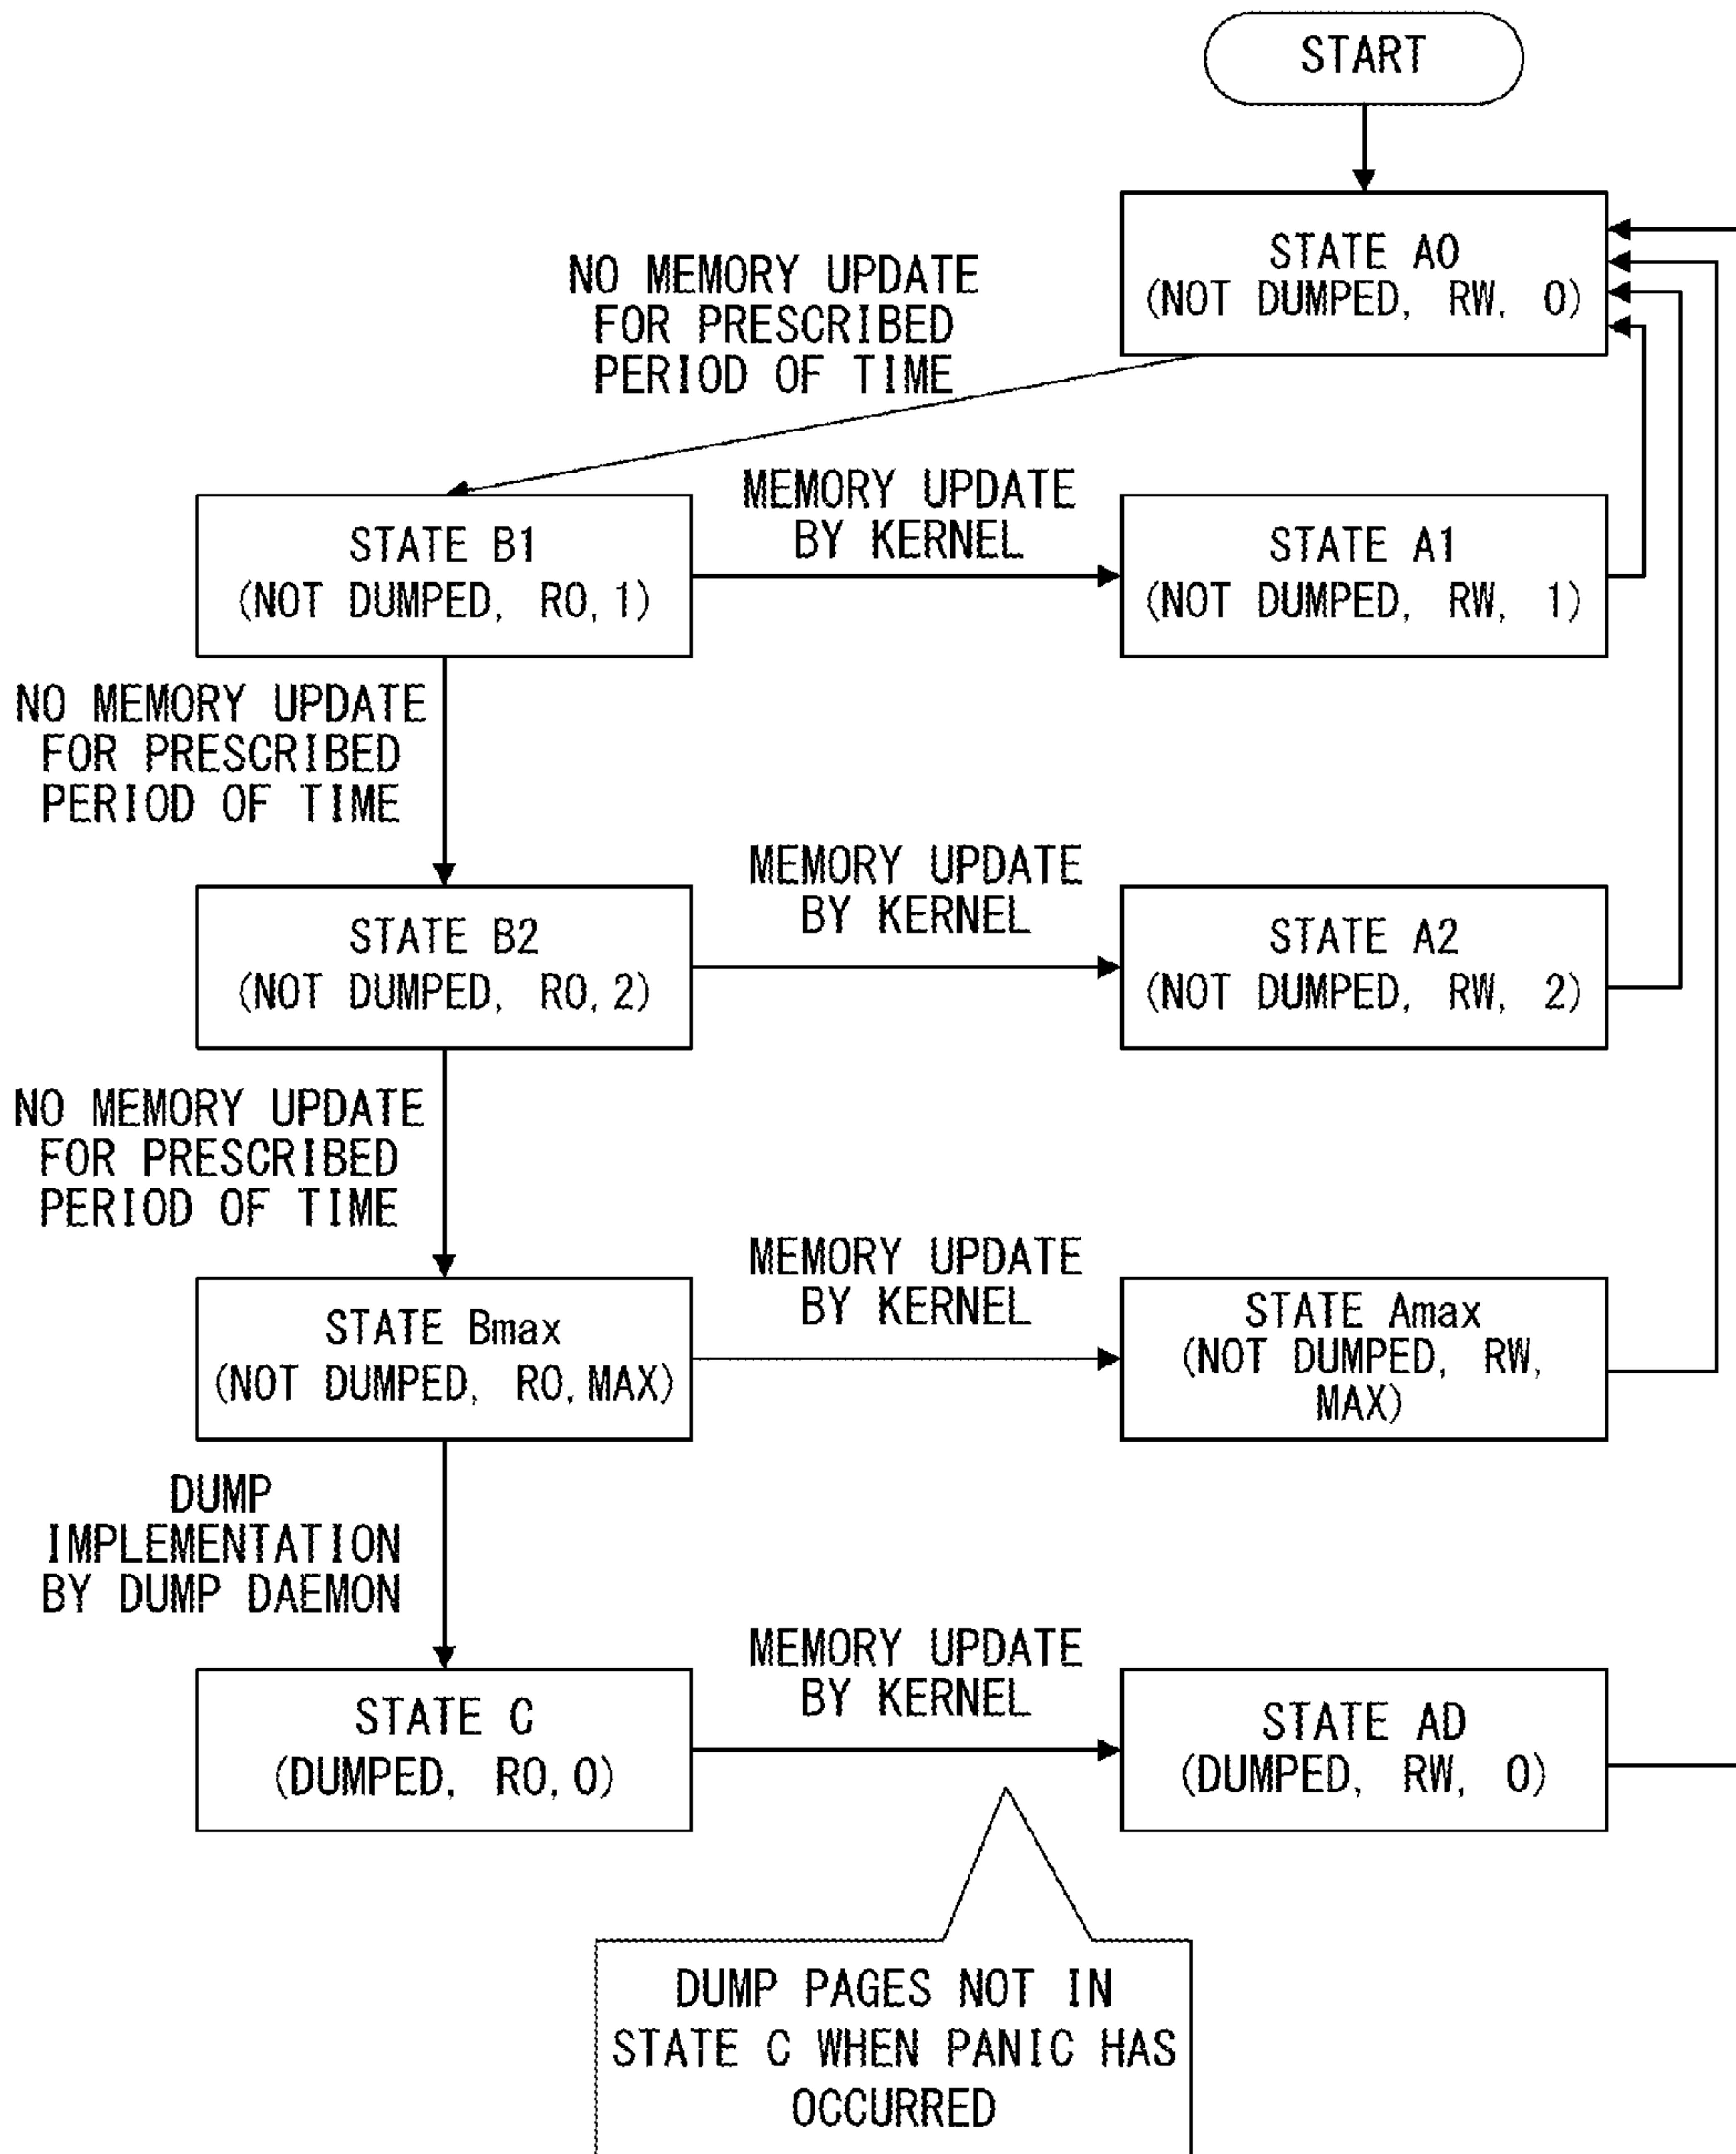 START
STATE A0
(NOT DUMPED, RW, 0)
NO MEMORY UPDATE
FOR PRESCRIBED
PERIOD OF TIME
STATE B1
(NOT DUMPED, RO, 1)
MEMORY UPDATE
BY KERNEL
STATE A1
(NOT DUMPED, RW, 1)
NO MEMORY UPDATE
FOR PRESCRIBED
PERIOD OF TIME
STATE B2
(NOT DUMPED, RO, 2)
MEMORY UPDATE
BY KERNEL
STATE A2
(NOT DUMPED, RW, 2)
NO MEMORY UPDATE
FOR PRESCRIBED
PERIOD OF TIME
STATE Bmax
(NOT DUMPED, RO, MAX)
MEMORY UPDATE
BY KERNEL
STATE Amax
(NOT DUMPED, RW,
MAX)
DUMP
IMPLEMENTATION
BY DUMP DAEMON
STATE C
(DUMPED, RO, 0)
MEMORY UPDATE
BY KERNEL
STATE AD
(DUMPED, RW, 0)
DUMP PAGES NOT IN
STATE C WHEN PANIC HAS
OCCURRED